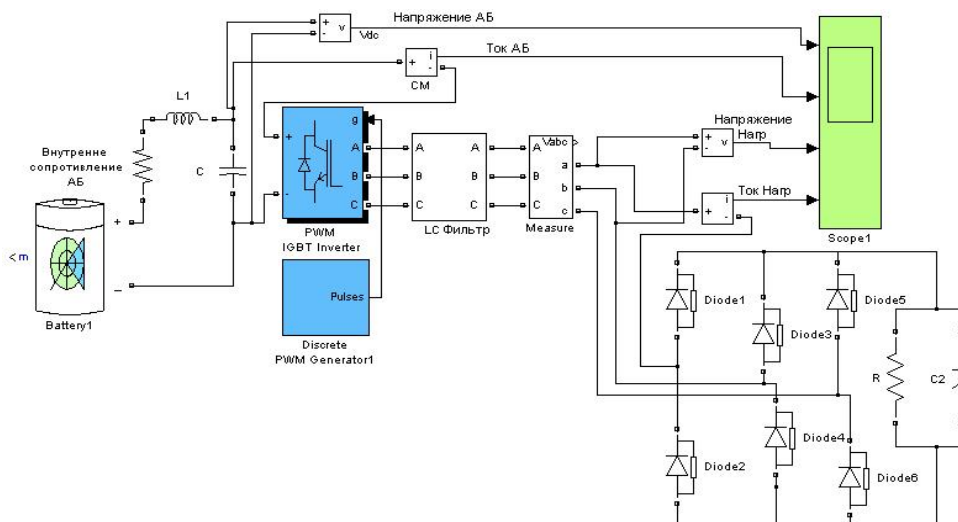 Напряжение АБ
+
-
v
Vdc
Ток АБ
+
i
-
CM
L1
Внутренне
сопротивление
АБ
C
+
-
g
A
B
C
PWM
IGBT Inverter
A
B
C
A
B
C
LC Фильтр
A
B
C
Vabc
a
b
c
Measure
Напряжение
Нагр
+
-
v
Ток Нагр
+
i
-
Scope1
+
_
<m
Battery1
Pulses
Discrete
PWM Generator1
Diode1
Diode3
Diode5
R
C2
Diode4
Diode2
Diode6